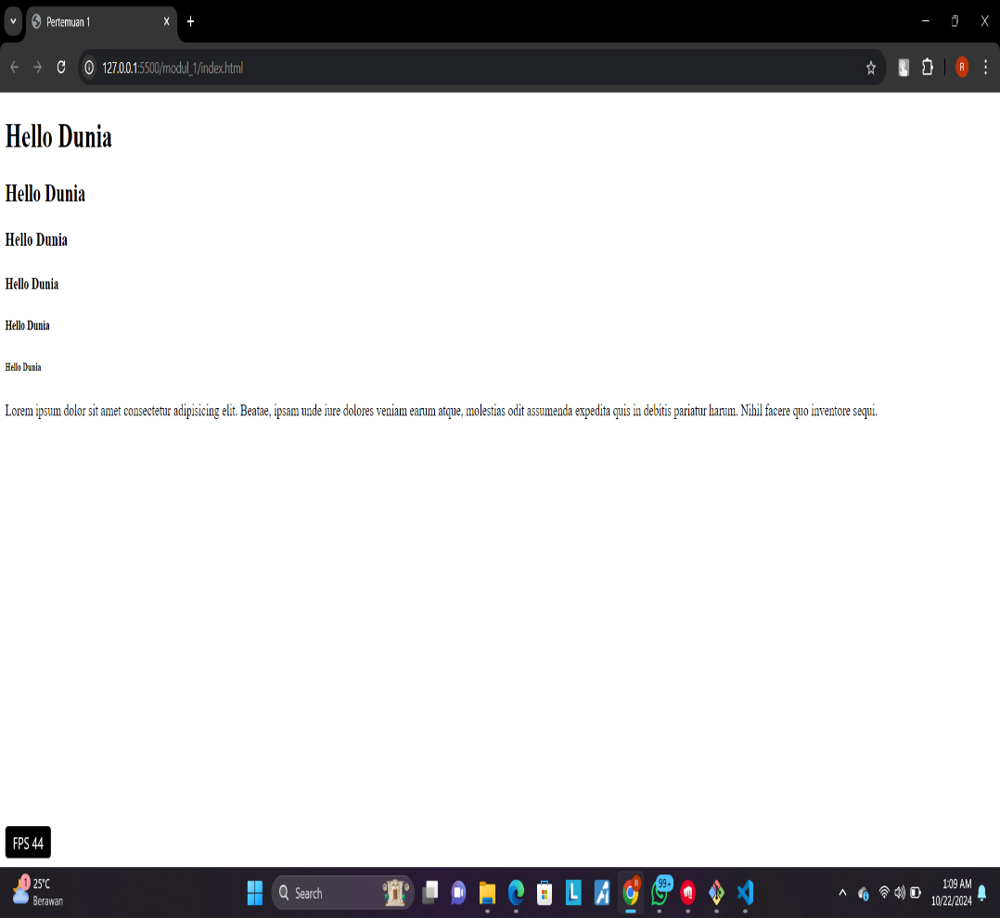 Pertemuan 1
127.0.0.1:5500/modul_1/index.html
R
Hello Dunia
Hello Dunia
Hello Dunia
Hello Dunia
Hello Dunia
Hello Dunia
Lorem ipsum dolor sit amet consectetur adipisicing elit. Beatae, ipsam unde iure dolores veniam earum atque, molestias odit assumenda expedita quis in debitis pariatur harum. Nihil facere quo inventore sequi.
FPS 44
1
25°C
Berawan
Search
L
R
99+
1:09 AM
10/22/2024